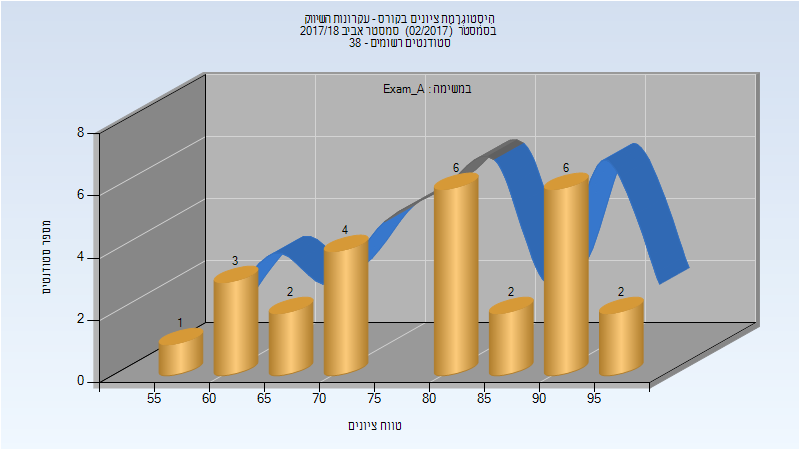 היסטוגרמת ציונים בקורס - עקרונות השיווק
בסמסטר (02/2017) סמסטר אביב 2017/18
סטודנטים רשומים - 38
במשימה : Exam_A
מספר סטודנטים
8
6
4
2
0
1
3
2
4
6
2
6
2
55 60 65 70 75 80 85 90 95
טווח ציונים